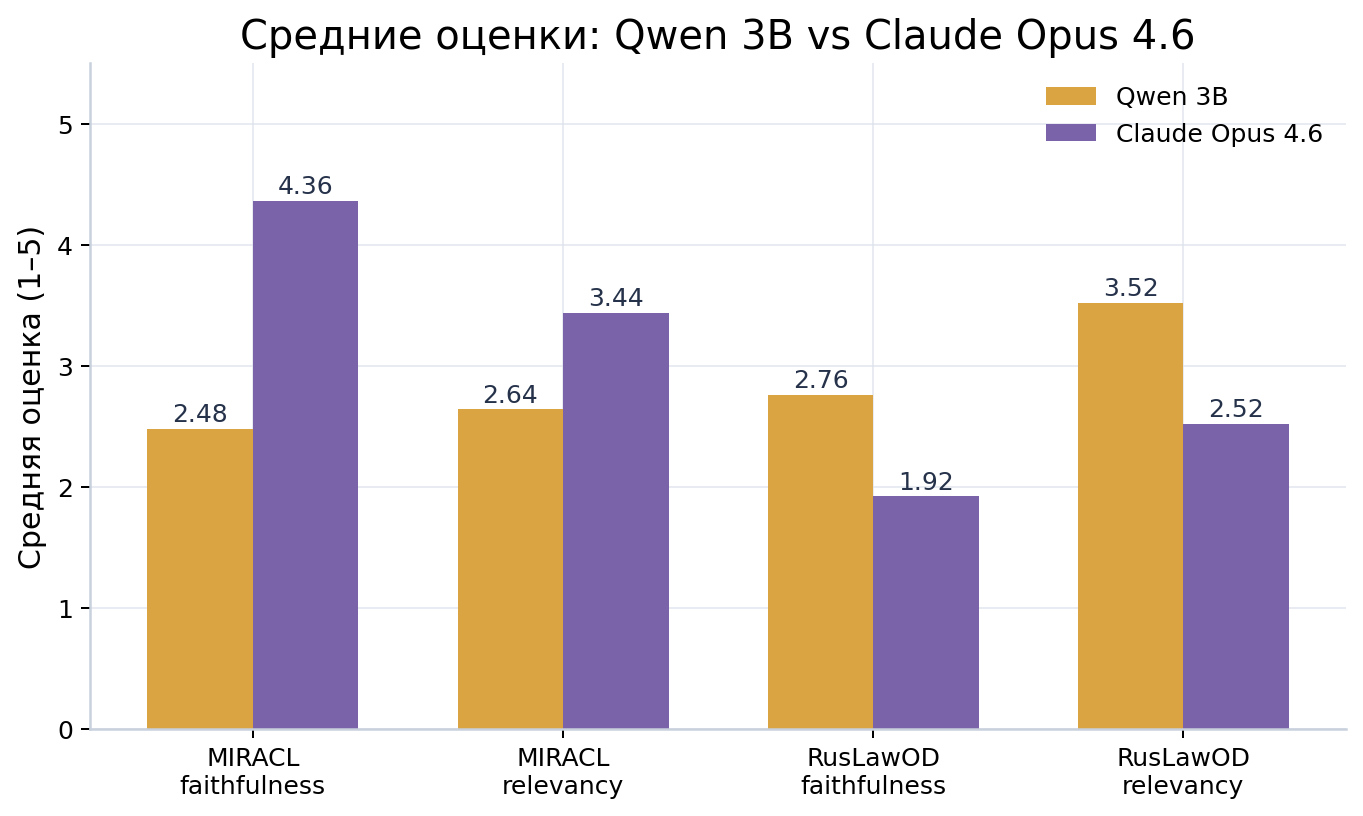 Средние оценки: Qwen 3B vs Claude Opus 4.6
Qwen 3B
Claude Opus 4.6
Средняя оценка (1–5)
5
4
3
2
1
0
2.48
4.36
2.64
3.44
2.76
1.92
3.52
2.52
MIRACL
faithfulness
MIRACL
relevancy
RusLawOD
faithfulness
RusLawOD
relevancy